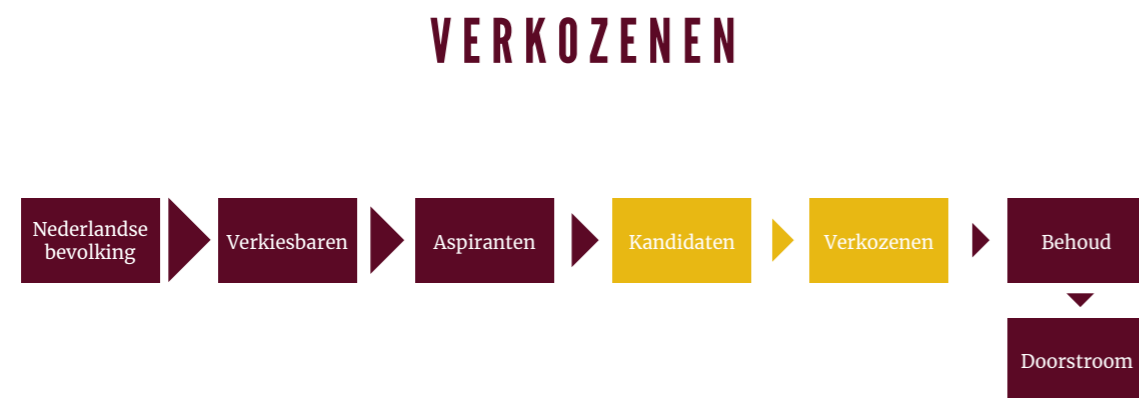 VERKOZENEN
Nederlandse
bevolking
Verkiesbaren
Aspiranten
Kandidaten
Verkozenen
Behoud
Doorstroom